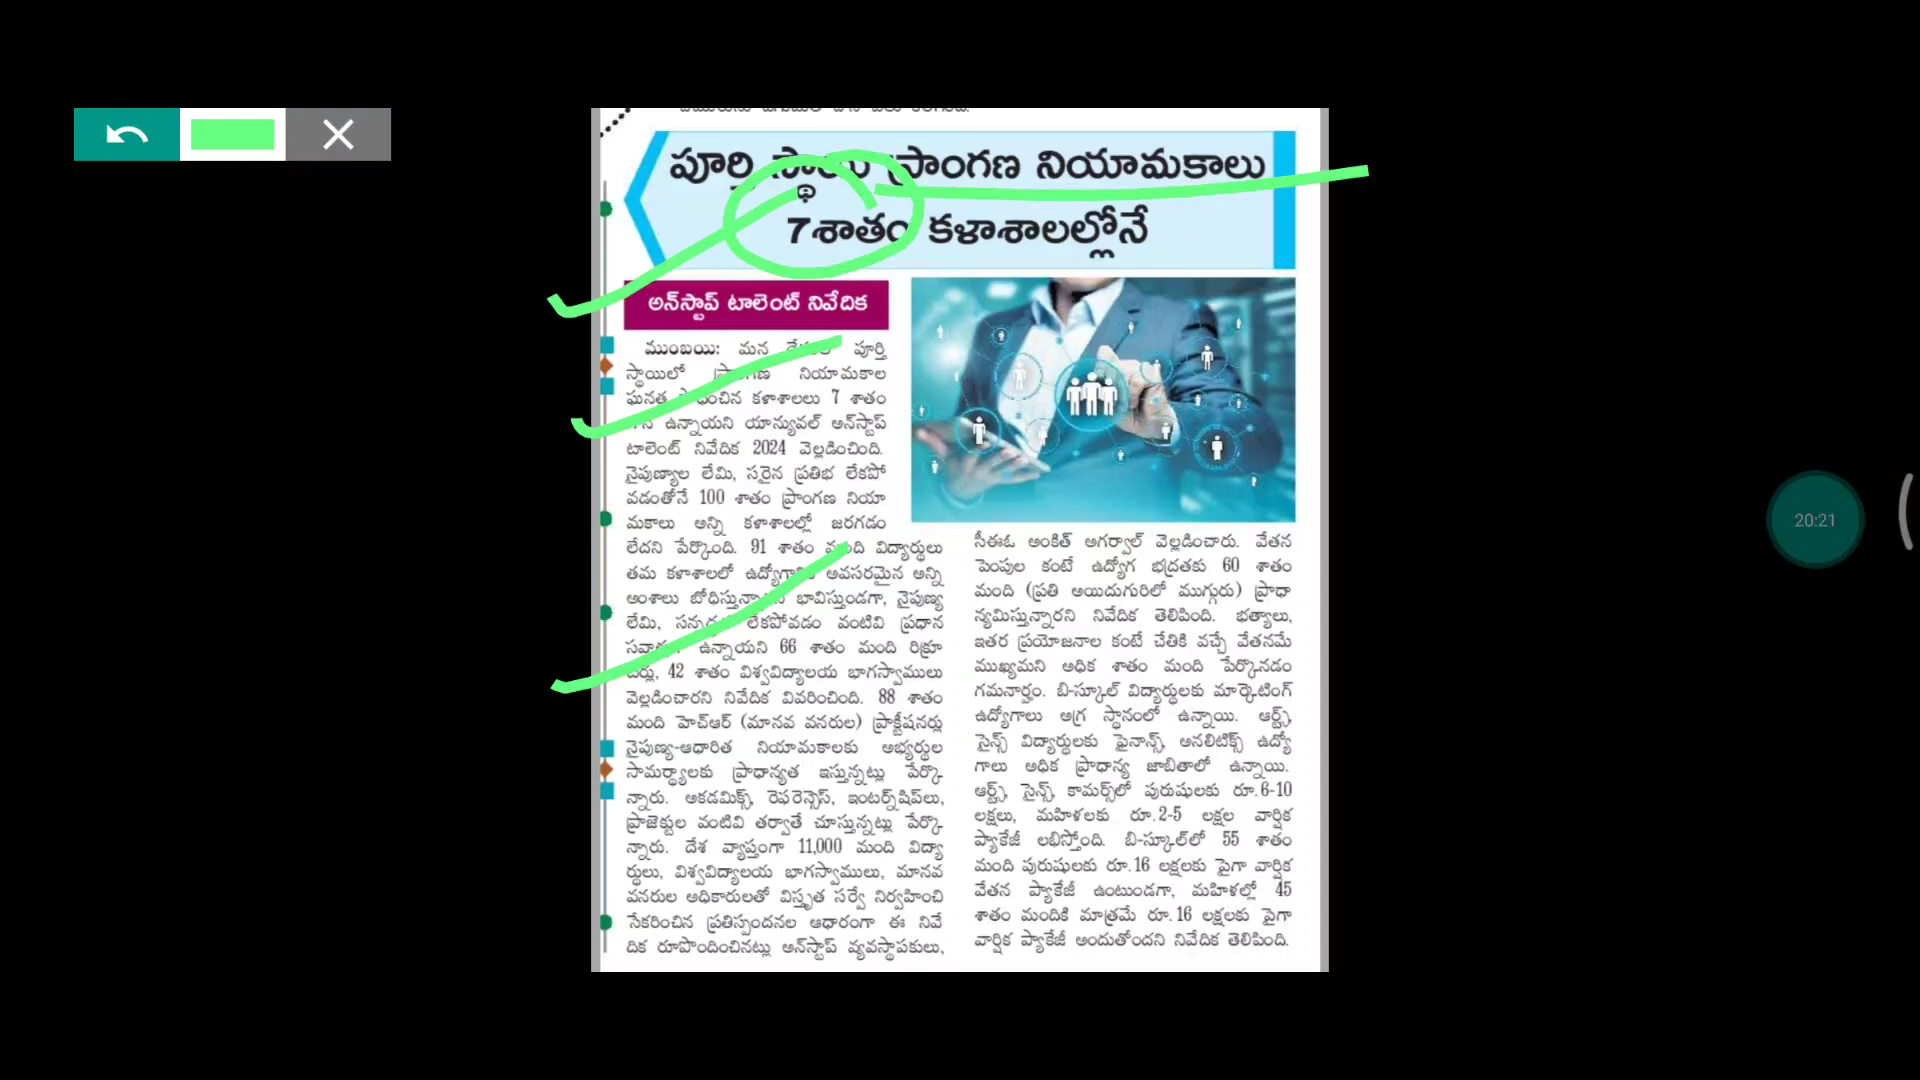 పూర్తి స్థాయి ప్రాంగణ నియామకాలు
7శాతం కళాశాలల్లోనే
అన్‌స్టాప్ టాలెంట్ నివేదిక
ముంబయి: మన దేశంలో పూర్తి
స్థాయిలో ప్రాంగణ నియామకాల
ఘనత సాధించిన కళాశాలలు 7 శాతం
ఉన్నాయని యాన్యువల్ అన్‌స్టాప్
టాలెంట్ నివేదిక 2024 వెల్లడించింది.
నైపుణ్యాల లేమి, సరైన ప్రతిభ లేకపో
వడంతోనే 100 శాతం ప్రాంగణ నియా
మకాలు అన్ని కళాశాలల్లో జరగడం
లేదని పేర్కొంది. 91 శాతం మంది విద్యార్థులు
తమ కళాశాలలో ఉద్యోగానికి అవసరమైన అన్ని
అంశాలు బోధిస్తున్నారని భావిస్తుండగా, నైపుణ్య
లేమి, సన్నద్ధత లేకపోవడం వంటివి ప్రధాన
సవాళ్లుగా ఉన్నాయని 66 శాతం మంది రిక్రూ
టర్లు, 42 శాతం విశ్వవిద్యాలయ భాగస్వాములు
వెల్లడించారని నివేదిక వివరించింది. 88 శాతం
మంది హెచ్ఆర్ (మానవ వనరుల) ప్రాక్టీషనర్లు
నైపుణ్య-ఆధారిత నియామకాలకు అభ్యర్థుల
సామర్థ్యాలకు ప్రాధాన్యత ఇస్తున్నట్లు పేర్కొ
న్నారు. అకడమిక్స్, రెఫరెన్సెస్, ఇంటర్న్‌షిప్‌లు,
ప్రాజెక్టుల వంటివి తర్వాతే చూస్తున్నట్లు పేర్కొ
న్నారు. దేశ వ్యాప్తంగా 11,000 మంది విద్యా
ర్థులు, విశ్వవిద్యాలయ భాగస్వాములు, మానవ
వనరుల అధికారులతో విస్తృత సర్వే నిర్వహించి
సేకరించిన ప్రతిస్పందనల ఆధారంగా ఈ నివే
దిక రూపొందించినట్లు అన్‌స్టాప్ వ్యవస్థాపకులు,
సీఈఓ అంకిత్ అగర్వాల్ వెల్లడించారు. వేతన
పెంపుల కంటే ఉద్యోగ భద్రతకు 60 శాతం
మంది (ప్రతి అయిదుగురిలో ముగ్గురు) ప్రాధా
న్యమిస్తున్నారని నివేదిక తెలిపింది. భత్యాలు,
ఇతర ప్రయోజనాల కంటే చేతికి వచ్చే వేతనమే
ముఖ్యమని అధిక శాతం మంది పేర్కొనడం
గమనార్హం. బి-స్కూల్ విద్యార్థులకు మార్కెటింగ్
ఉద్యోగాలు అగ్ర స్థానంలో ఉన్నాయి. ఆర్ట్స్,
సైన్స్ విద్యార్థులకు ఫైనాన్స్, అనలిటిక్స్ ఉద్యో
గాలు అధిక ప్రాధాన్య జాబితాలో ఉన్నాయి.
ఆర్ట్స్, సైన్స్, కామర్స్‌లో పురుషులకు రూ.6-10
లక్షలు, మహిళలకు రూ.2-5 లక్షల వార్షిక
ప్యాకేజీ లభిస్తోంది. బి-స్కూల్‌లో 55 శాతం
మంది పురుషులకు రూ.16 లక్షలకు పైగా వార్షిక
వేతన ప్యాకేజీ ఉంటుండగా, మహిళల్లో 45
శాతం మందికి మాత్రమే రూ.16 లక్షలకు పైగా
వార్షిక ప్యాకేజీ అందుతోందని నివేదిక తెలిపింది.
20:21